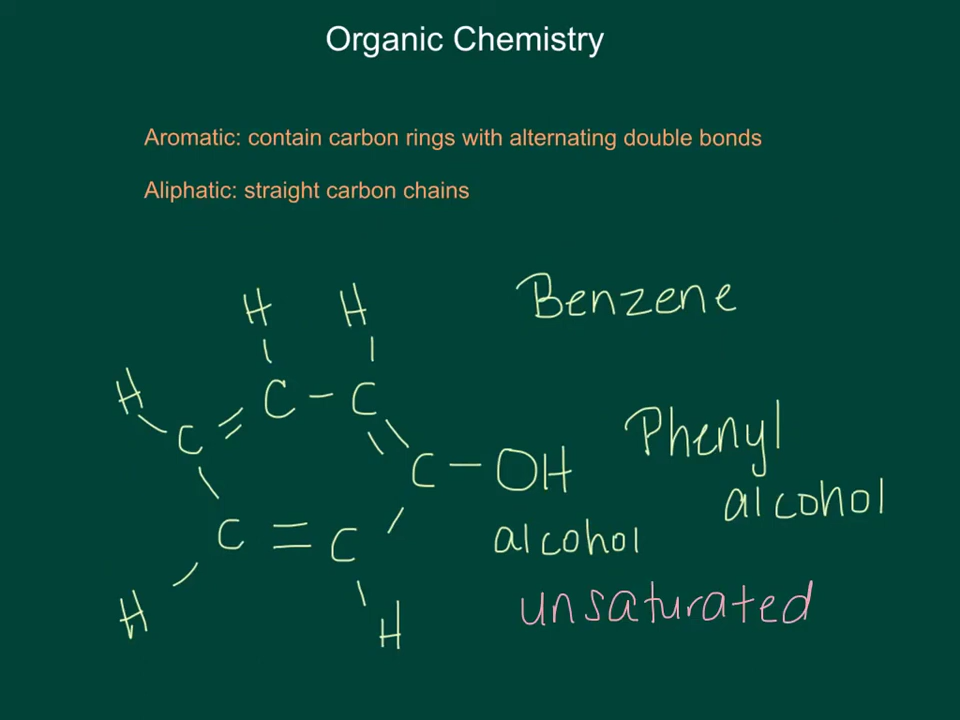 Organic Chemistry
Aromatic: contain carbon rings with alternating double bonds
Aliphatic: straight carbon chains
Benzene
H H
H C = C - C
C - OH
Phenyl
alcohol
C = C
alcohol
H H
unsaturated